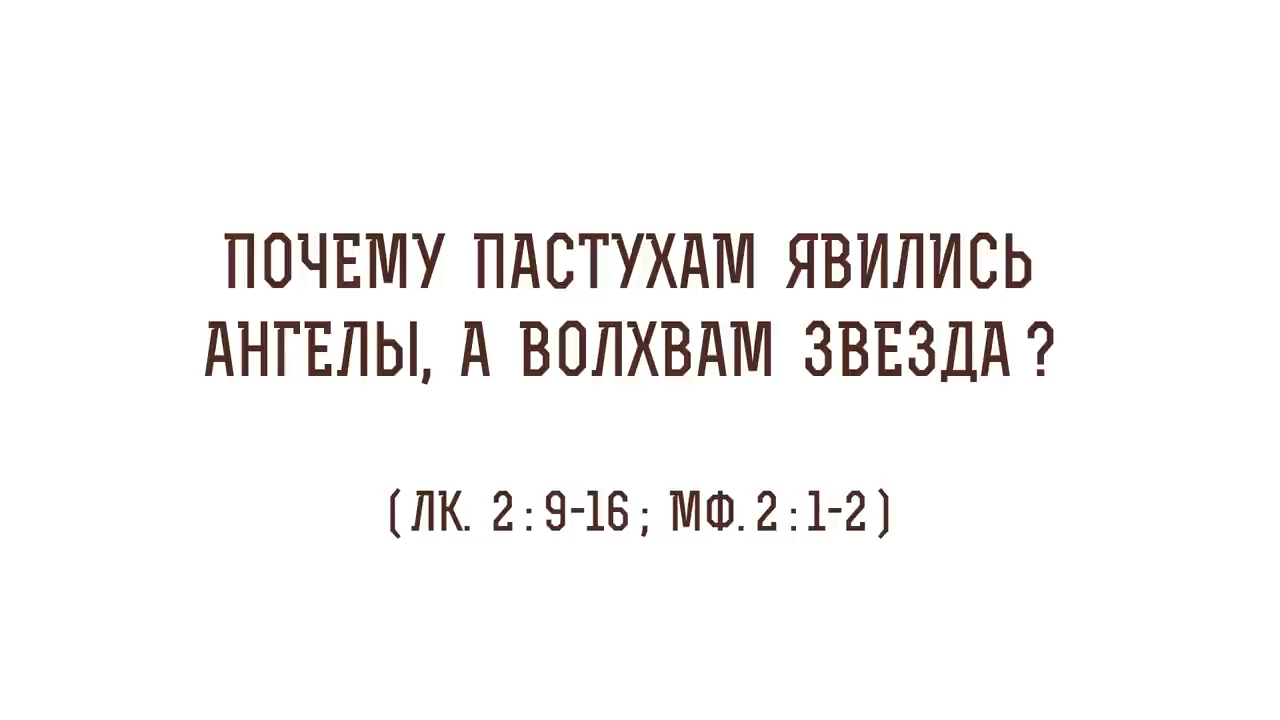 ПОЧЕМУ ПАСТУХАМ ЯВИЛИСЬ
АНГЕЛЫ, А ВОЛХВАМ ЗВЕЗДА?
(ЛК. 2:9-16; МФ.2:1-2)